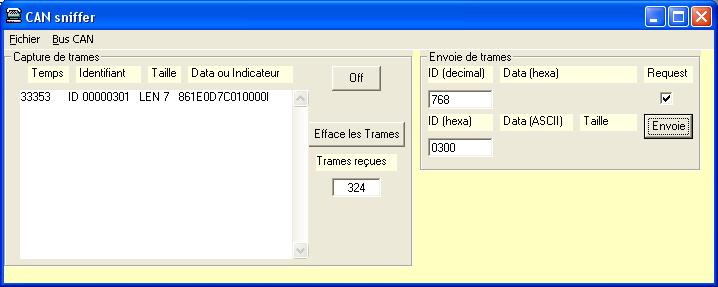 CAN sniffer
Fichier Bus CAN
Capture de trames
Temps Identifiant Taille Data ou Indicateur
33353 ID 00000301 LEN 7 861E0D7C010000I
Off
Efface les Trames
Trames reçues
324
Envoie de trames
ID (decimal) Data (hexa) Request
768
ID (hexa) Data (ASCII) Taille Envoie
0300